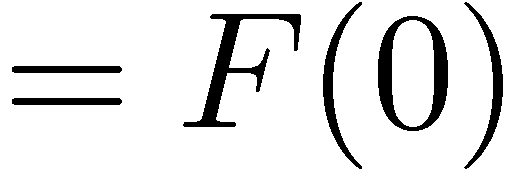 = F(0)